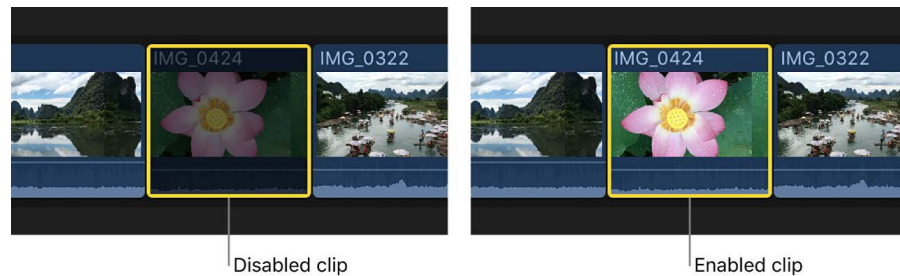 IMG_0424
IMG_0322
IMG_0424
IMG_0322
Disabled clip
Enabled clip